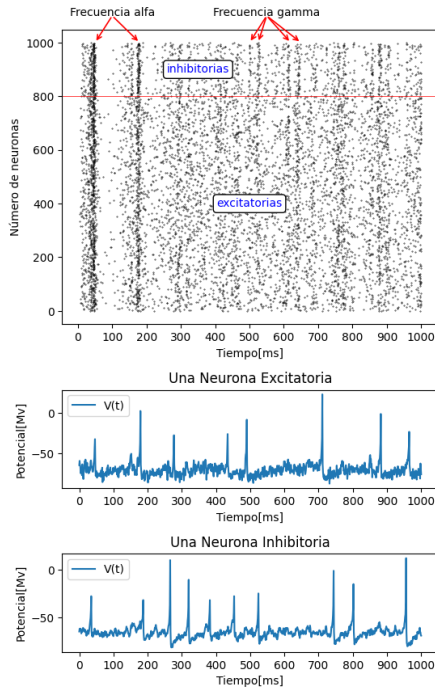 Frecuencia alfa
Frecuencia gamma
1000
800
600
400
200
0
Número de neuronas
inhibitorias
excitatorias
0 100 200 300 400 500 600 700 800 900 1000
Tiempo[ms]
Una Neurona Excitatoria
V(t)
0
−50
Potencial[Mv]
0 100 200 300 400 500 600 700 800 900 1000
Tiempo[ms]
Una Neurona Inhibitoria
V(t)
0
−50
Potencial[Mv]
0 100 200 300 400 500 600 700 800 900 1000
Tiempo[ms]